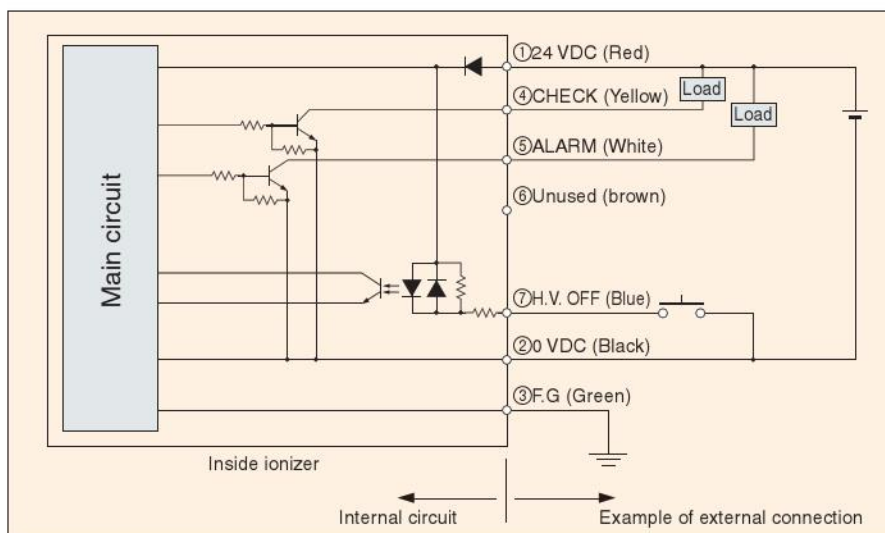 ①24 VDC (Red)
④CHECK (Yellow)
Load
Load
⑤ALARM (White)
⑥Unused (brown)
Main circuit
⑦H.V. OFF (Blue)
②0 VDC (Black)
③F.G (Green)
Inside ionizer
Internal circuit
Example of external connection